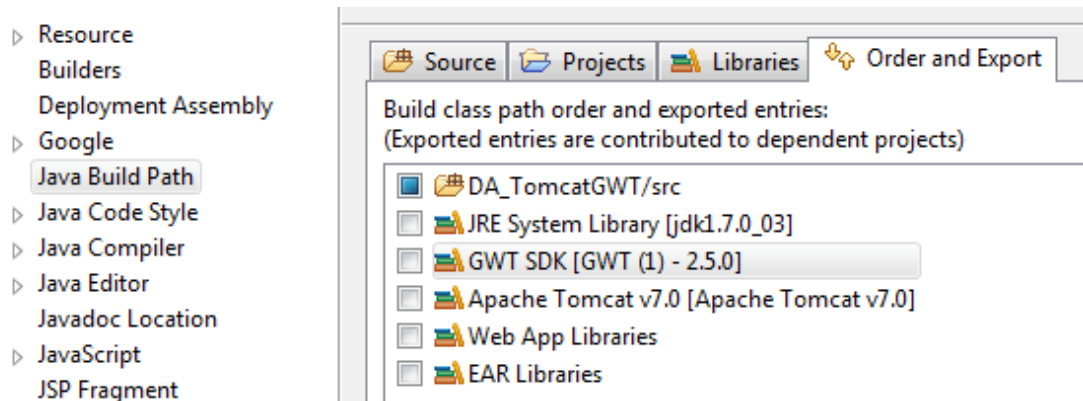 Resource
Builders
Deployment Assembly
Google
Java Build Path
Java Code Style
Java Compiler
Java Editor
Javadoc Location
JavaScript
JSP Fragment
Source Projects Libraries Order and Export
Build class path order and exported entries:
(Exported entries are contributed to dependent projects)
DA_TomcatGWT/src
JRE System Library [jdk1.7.0_03]
GWT SDK [GWT (1) - 2.5.0]
Apache Tomcat v7.0 [Apache Tomcat v7.0]
Web App Libraries
EAR Libraries